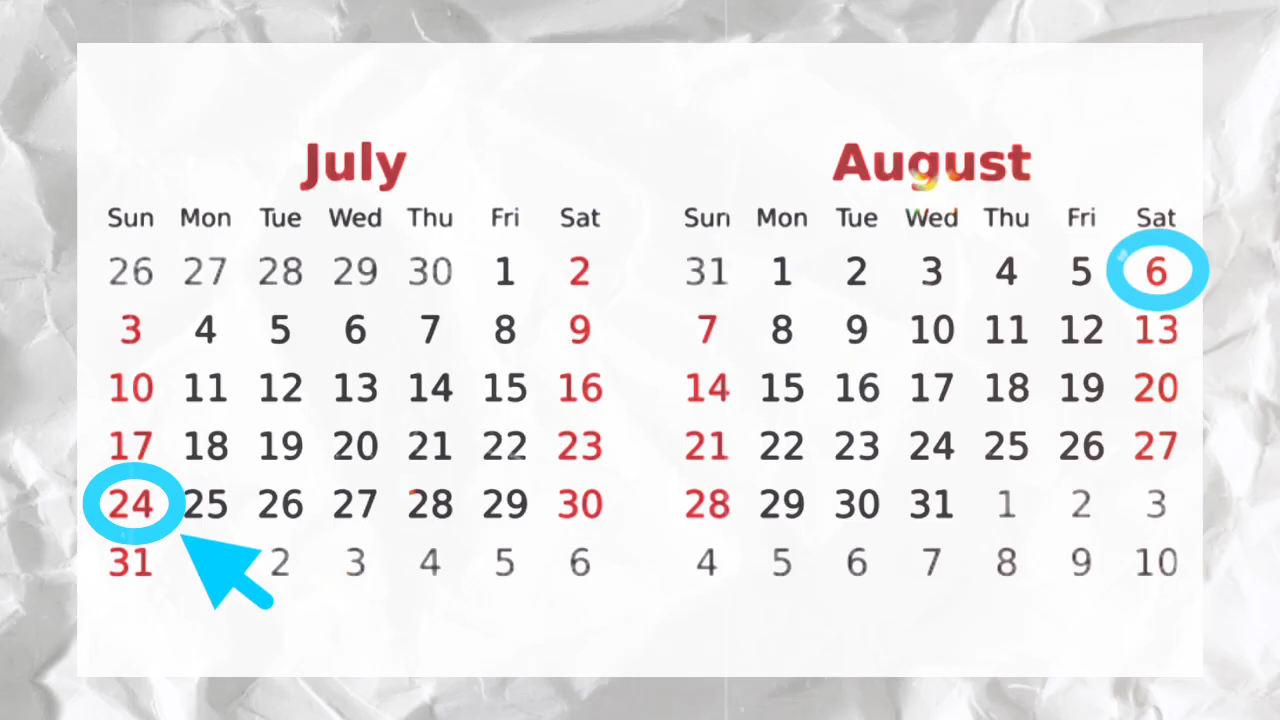 July
Sun Mon Tue Wed Thu Fri Sat
26 27 28 29 30 1 2
3 4 5 6 7 8 9
10 11 12 13 14 15 16
17 18 19 20 21 22 23
24 25 26 27 28 29 30
31 2 3 4 5 6
August
Sun Mon Tue Wed Thu Fri Sat
31 1 2 3 4 5 6
7 8 9 10 11 12 13
14 15 16 17 18 19 20
21 22 23 24 25 26 27
28 29 30 31 1 2 3
4 5 6 7 8 9 10